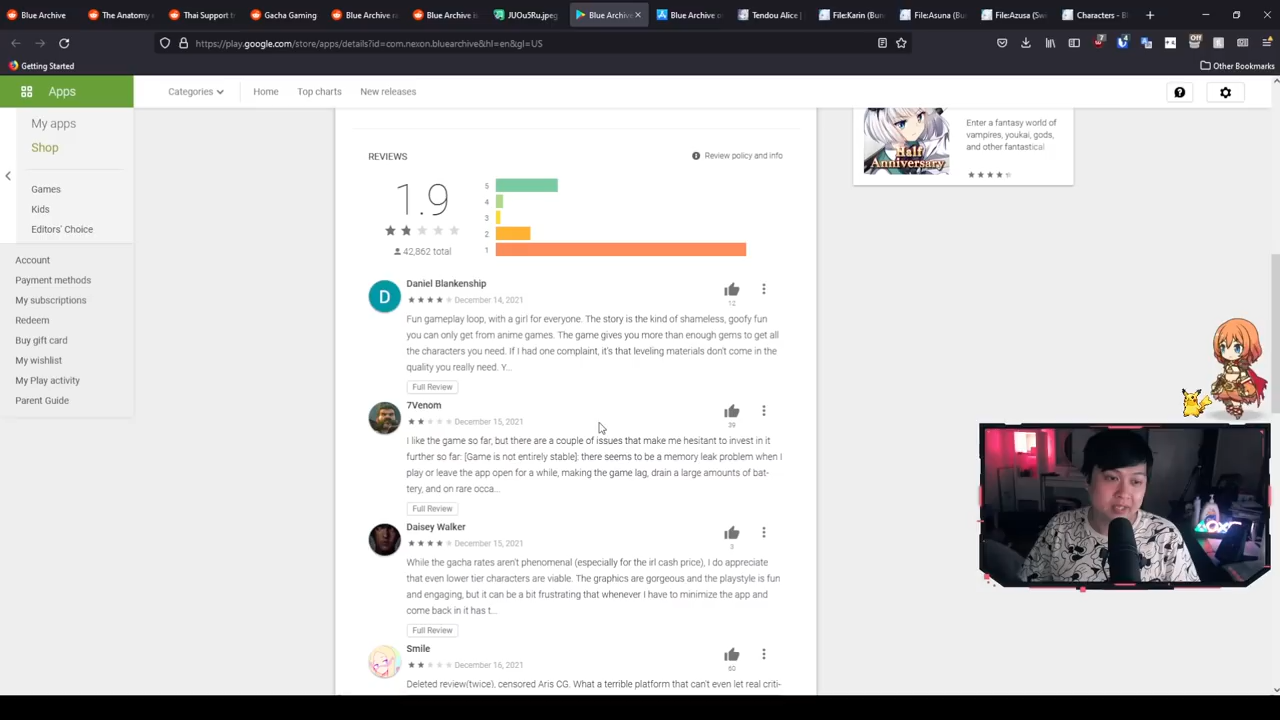 Blue Archive
The Anatomy
Thai Support t
Gacha Gaming
Blue Archive ra
Blue Archive is
JUOu5Ru.jpeg
Blue Archive
Blue Archive o
Tendou Alice |
File:Karin (Bun
File:Asuna (Bu
File:Azusa (Sw
Characters - Bl
https://play.google.com/store/apps/details?id=com.nexon.bluearchive&hl=en&gl=US
7
Off
Getting Started
Other Bookmarks
Apps
Categories
Home
Top charts
New releases
My apps
Shop
Games
Kids
Editors' Choice
Account
Payment methods
My subscriptions
Redeem
Buy gift card
My wishlist
My Play activity
Parent Guide
Half
Anniversary
Enter a fantasy world of
vampires, youkai, gods,
and other fantastical
REVIEWS
Review policy and info
1.9
42,862 total
5
4
3
2
1
Daniel Blankenship
December 14, 2021
12
Fun gameplay loop, with a girl for everyone. The story is the kind of shameless, goofy fun
you can only get from anime games. The game gives you more than enough gems to get all
the characters you need. If I had one complaint, it's that leveling materials don't come in the
quality you really need. Y...
Full Review
7Venom
December 15, 2021
39
I like the game so far, but there are a couple of issues that make me hesitant to invest in it
further so far: [Game is not entirely stable]: there seems to be a memory leak problem when I
play or leave the app open for a while, making the game lag, drain a large amounts of bat-
tery, and on rare occa...
Full Review
Daisey Walker
December 15, 2021
3
While the gacha rates aren't phenomenal (especially for the irl cash price), I do appreciate
that even lower tier characters are viable. The graphics are gorgeous and the playstyle is fun
and engaging, but it can be a bit frustrating that whenever I have to minimize the app and
come back in it has t...
Full Review
Smile
December 16, 2021
60
Deleted review(twice), censored Aris CG. What a terrible platform that can't even let real criti-